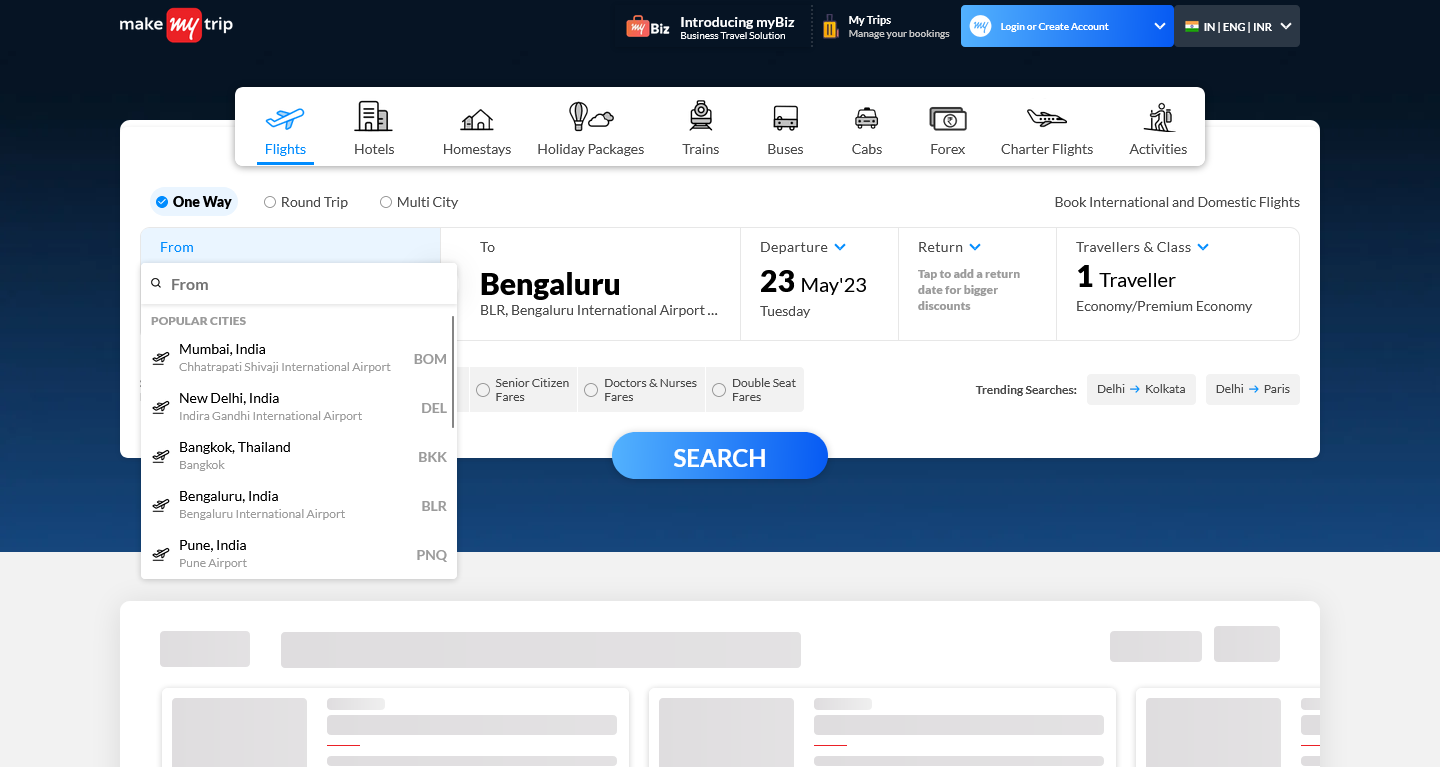 make my trip
myBiz
Introducing myBiz
Business Travel Solution
My Trips
Manage your bookings
my
Login or Create Account
IN | ENG | INR
Flights
Hotels
Homestays
Holiday Packages
Trains
Buses
Cabs
Forex
Charter Flights
Activities
One Way
Round Trip
Multi City
Book International and Domestic Flights
From
To
Bengaluru
BLR, Bengaluru International Airport ...
Departure
23 May'23
Tuesday
Return
Tap to add a return
date for bigger
discounts
Travellers & Class
1 Traveller
Economy/Premium Economy
From
POPULAR CITIES
Mumbai, India
Chhatrapati Shivaji International Airport
BOM
New Delhi, India
Indira Gandhi International Airport
DEL
Bangkok, Thailand
Bangkok
BKK
Bengaluru, India
Bengaluru International Airport
BLR
Pune, India
Pune Airport
PNQ
Senior Citizen
Fares
Doctors & Nurses
Fares
Double Seat
Fares
Trending Searches:
Delhi → Kolkata
Delhi → Paris
SEARCH